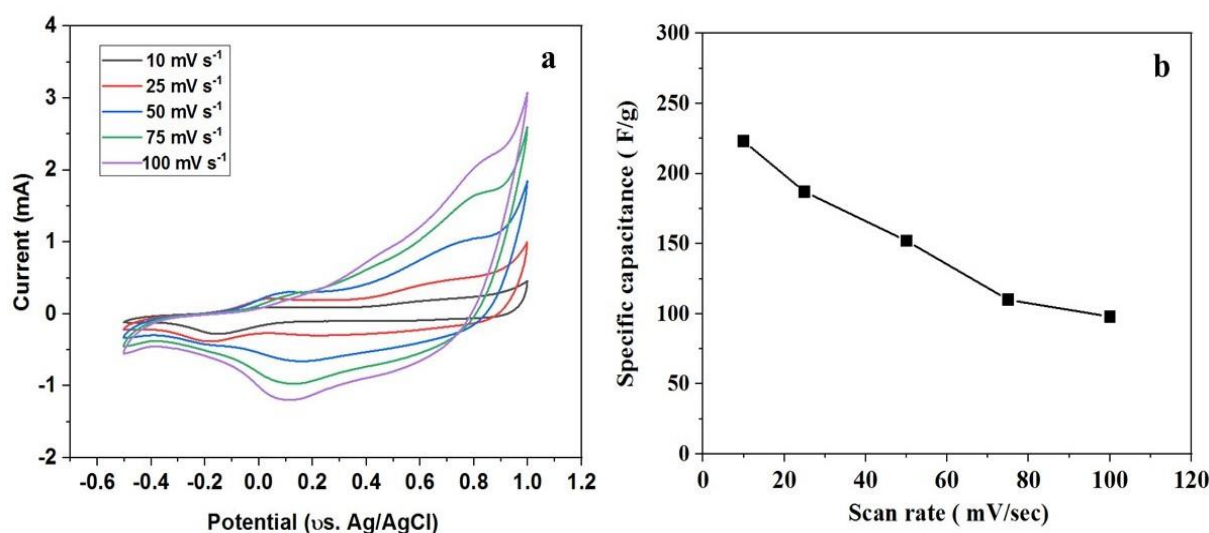 a
10 mV s⁻¹
25 mV s⁻¹
50 mV s⁻¹
75 mV s⁻¹
100 mV s⁻¹
4
3
2
1
0
-1
-2
Current (mA)
-0.6 -0.4 -0.2 0.0 0.2 0.4 0.6 0.8 1.0 1.2
Potential (υs. Ag/AgCl)
b
300
250
200
150
100
50
0
Specific capacitance ( F/g)
0 20 40 60 80 100 120
Scan rate ( mV/sec)